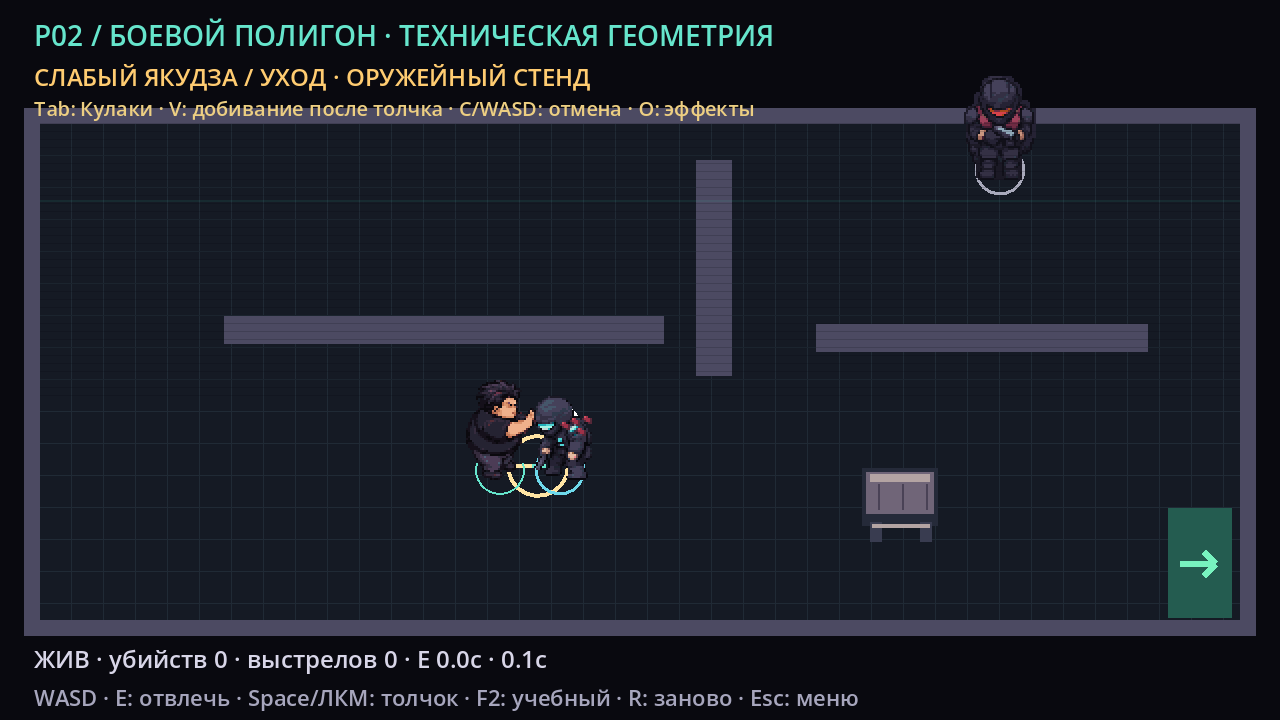 P02 / БОЕВОЙ ПОЛИГОН · ТЕХНИЧЕСКАЯ ГЕОМЕТРИЯ
СЛАБЫЙ ЯКУДЗА / УХОД · ОРУЖЕЙНЫЙ СТЕНД
Tab: Кулаки · V: добивание после толчка · C/WASD: отмена · O: эффекты
ЖИВ · убийств 0 · выстрелов 0 · E 0.0с · 0.1с
WASD · E: отвлечь · Space/ЛКМ: толчок · F2: учебный · R: заново · Esc: меню